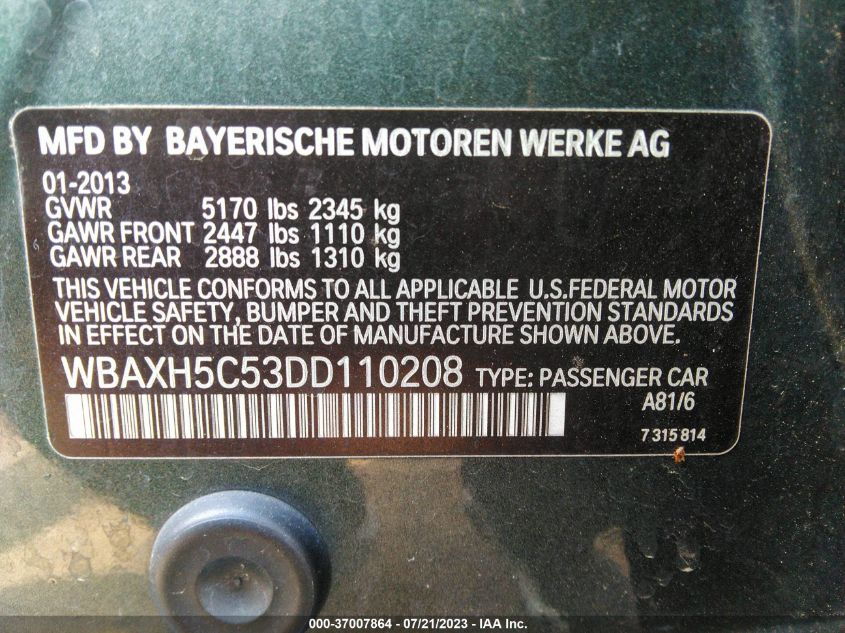 MFD BY BAYERISCHE MOTOREN WERKE AG
01-2013
GVWR 5170 lbs 2345 kg
GAWR FRONT 2447 lbs 1110 kg
GAWR REAR 2888 lbs 1310 kg
THIS VEHICLE CONFORMS TO ALL APPLICABLE U.S.FEDERAL MOTOR
VEHICLE SAFETY, BUMPER AND THEFT PREVENTION STANDARDS
IN EFFECT ON THE DATE OF MANUFACTURE SHOWN ABOVE.
WBAXH5C53DD110208 TYPE: PASSENGER CAR
A81/6
7 315 814
000-37007864 / 07/21/2023 - IAA Inc.